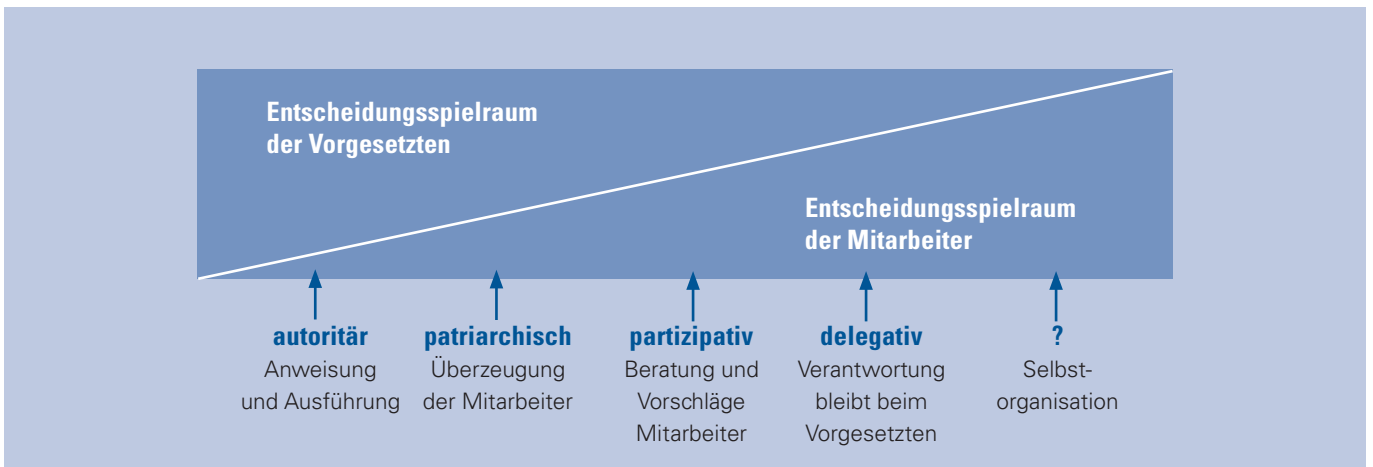 Entscheidungsspielraum
der Vorgesetzten
Entscheidungsspielraum
der Mitarbeiter
autoritär
Anweisung
und Ausführung
patriarchisch
Überzeugung
der Mitarbeiter
partizipativ
Beratung und
Vorschläge
Mitarbeiter
delegativ
Verantwortung
bleibt beim
Vorgesetzten
?
Selbst-
organisation